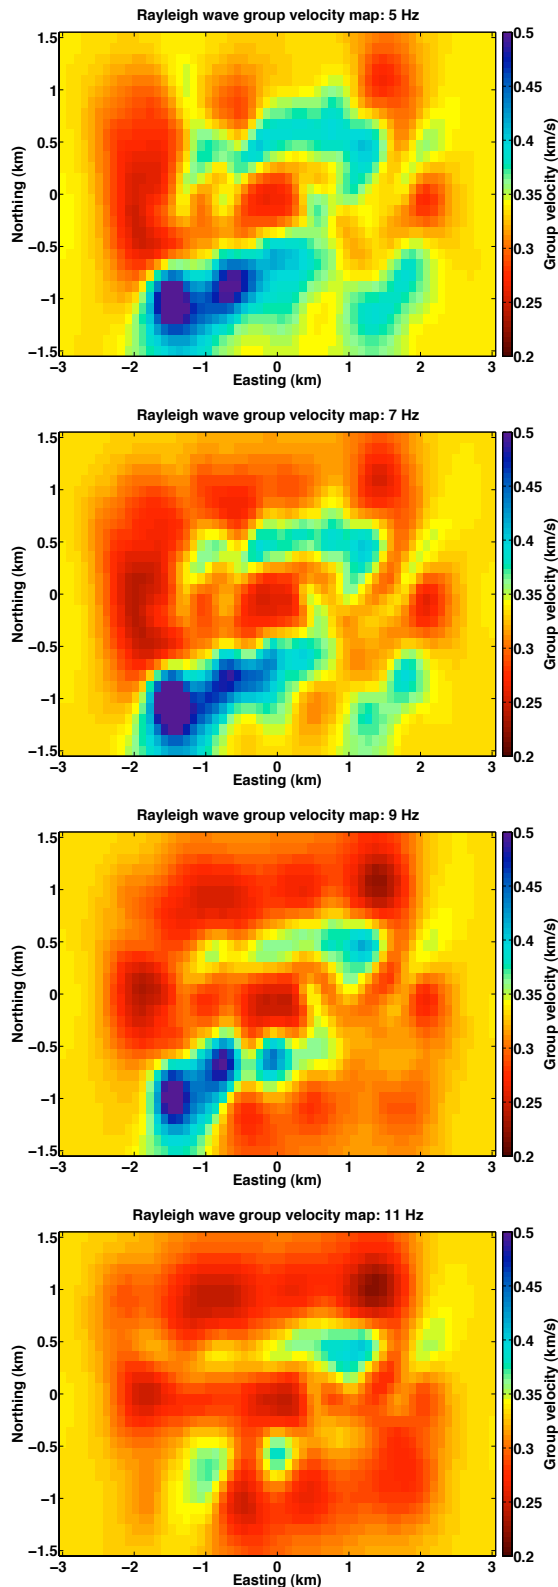 Rayleigh wave group velocity map: 5 Hz
1.5
1
0.5
0
−0.5
−1
−1.5
Northing (km)
−3 −2 −1 0 1 2 3
Easting (km)
0.5
0.45
0.4
0.35
0.3
0.25
0.2
Group velocity (km/s)
Rayleigh wave group velocity map: 7 Hz
1.5
1
0.5
0
−0.5
−1
−1.5
Northing (km)
−3 −2 −1 0 1 2 3
Easting (km)
0.5
0.45
0.4
0.35
0.3
0.25
0.2
Group velocity (km/s)
Rayleigh wave group velocity map: 9 Hz
1.5
1
0.5
0
−0.5
−1
−1.5
Northing (km)
−3 −2 −1 0 1 2 3
Easting (km)
0.5
0.45
0.4
0.35
0.3
0.25
0.2
Group velocity (km/s)
Rayleigh wave group velocity map: 11 Hz
1.5
1
0.5
0
−0.5
−1
−1.5
Northing (km)
−3 −2 −1 0 1 2 3
Easting (km)
0.5
0.45
0.4
0.35
0.3
0.25
0.2
Group velocity (km/s)